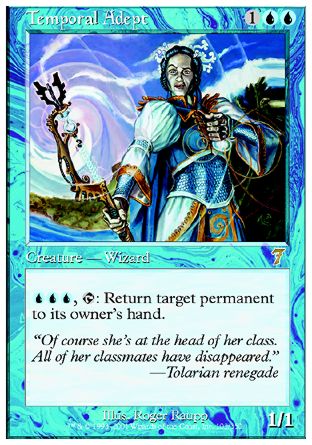 Temporal Adept 1
Creature — Wizard
: Return target permanent
to its owner's hand.
"Of course she's at the head of her class.
All of her classmates have disappeared."
—Tolarian renegade
1/1
Illus. Roger Raupp